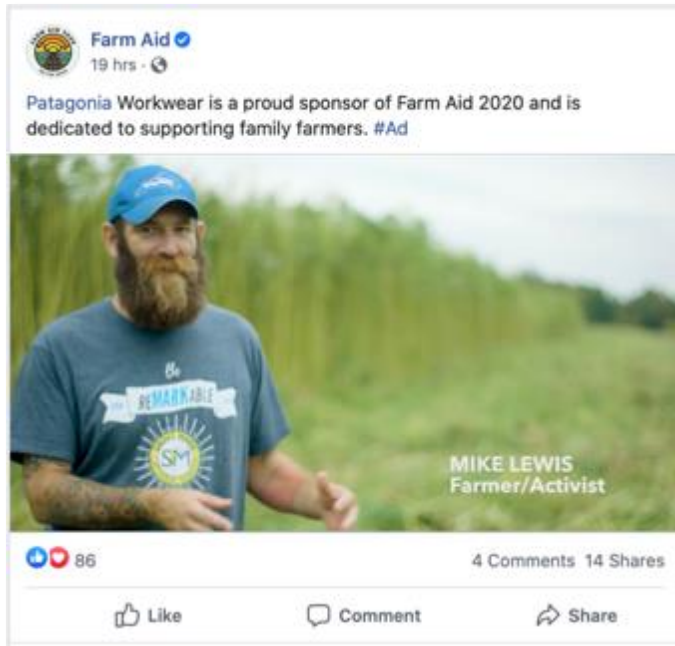 Farm Aid
19 hrs ·
Patagonia Workwear is a proud sponsor of Farm Aid 2020 and is
dedicated to supporting family farmers. #Ad
Be
REMARKABLE
SM
MIKE LEWIS
Farmer/Activist
86
4 Comments 14 Shares
Like
Comment
Share